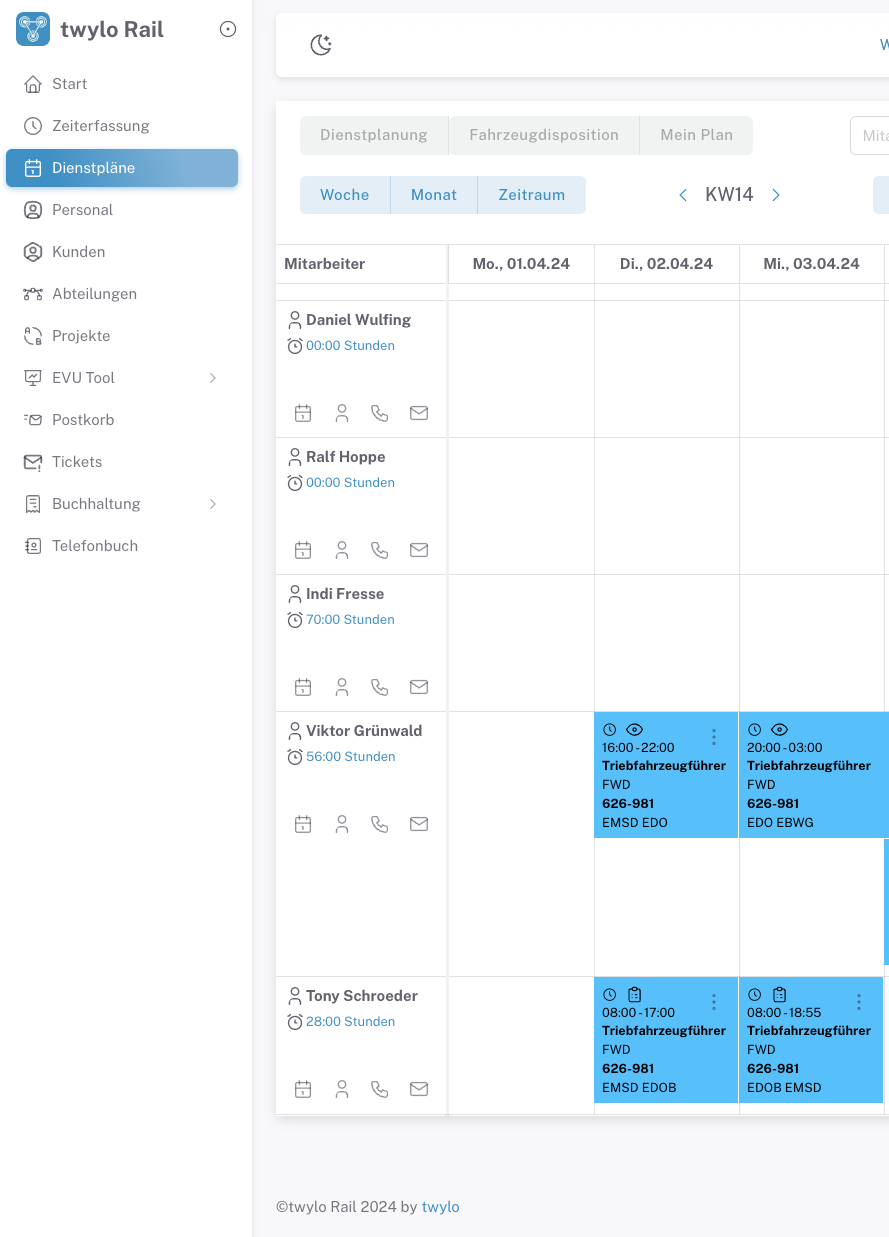 twylo Rail
Start
Zeiterfassung
Dienstpläne
Personal
Kunden
Abteilungen
Projekte
EVU Tool
Postkorb
Tickets
Buchhaltung
Telefonbuch
Dienstplanung Fahrzeugdisposition Mein Plan
Woche Monat Zeitraum KW14
Mitarbeiter Mo., 01.04.24 Di., 02.04.24 Mi., 03.04.24
Daniel Wulfing
00:00 Stunden
Ralf Hoppe
00:00 Stunden
Indi Fresse
70:00 Stunden
Viktor Grünwald
56:00 Stunden
16:00 - 22:00
Triebfahrzeugführer
FWD
626-981
EMSD EDO
20:00 - 03:00
Triebfahrzeugführer
FWD
626-981
EDO EBWG
Tony Schroeder
28:00 Stunden
08:00 - 17:00
Triebfahrzeugführer
FWD
626-981
EMSD EDOB
08:00 - 18:55
Triebfahrzeugführer
FWD
626-981
EDOB EMSD
©twylo Rail 2024 by twylo